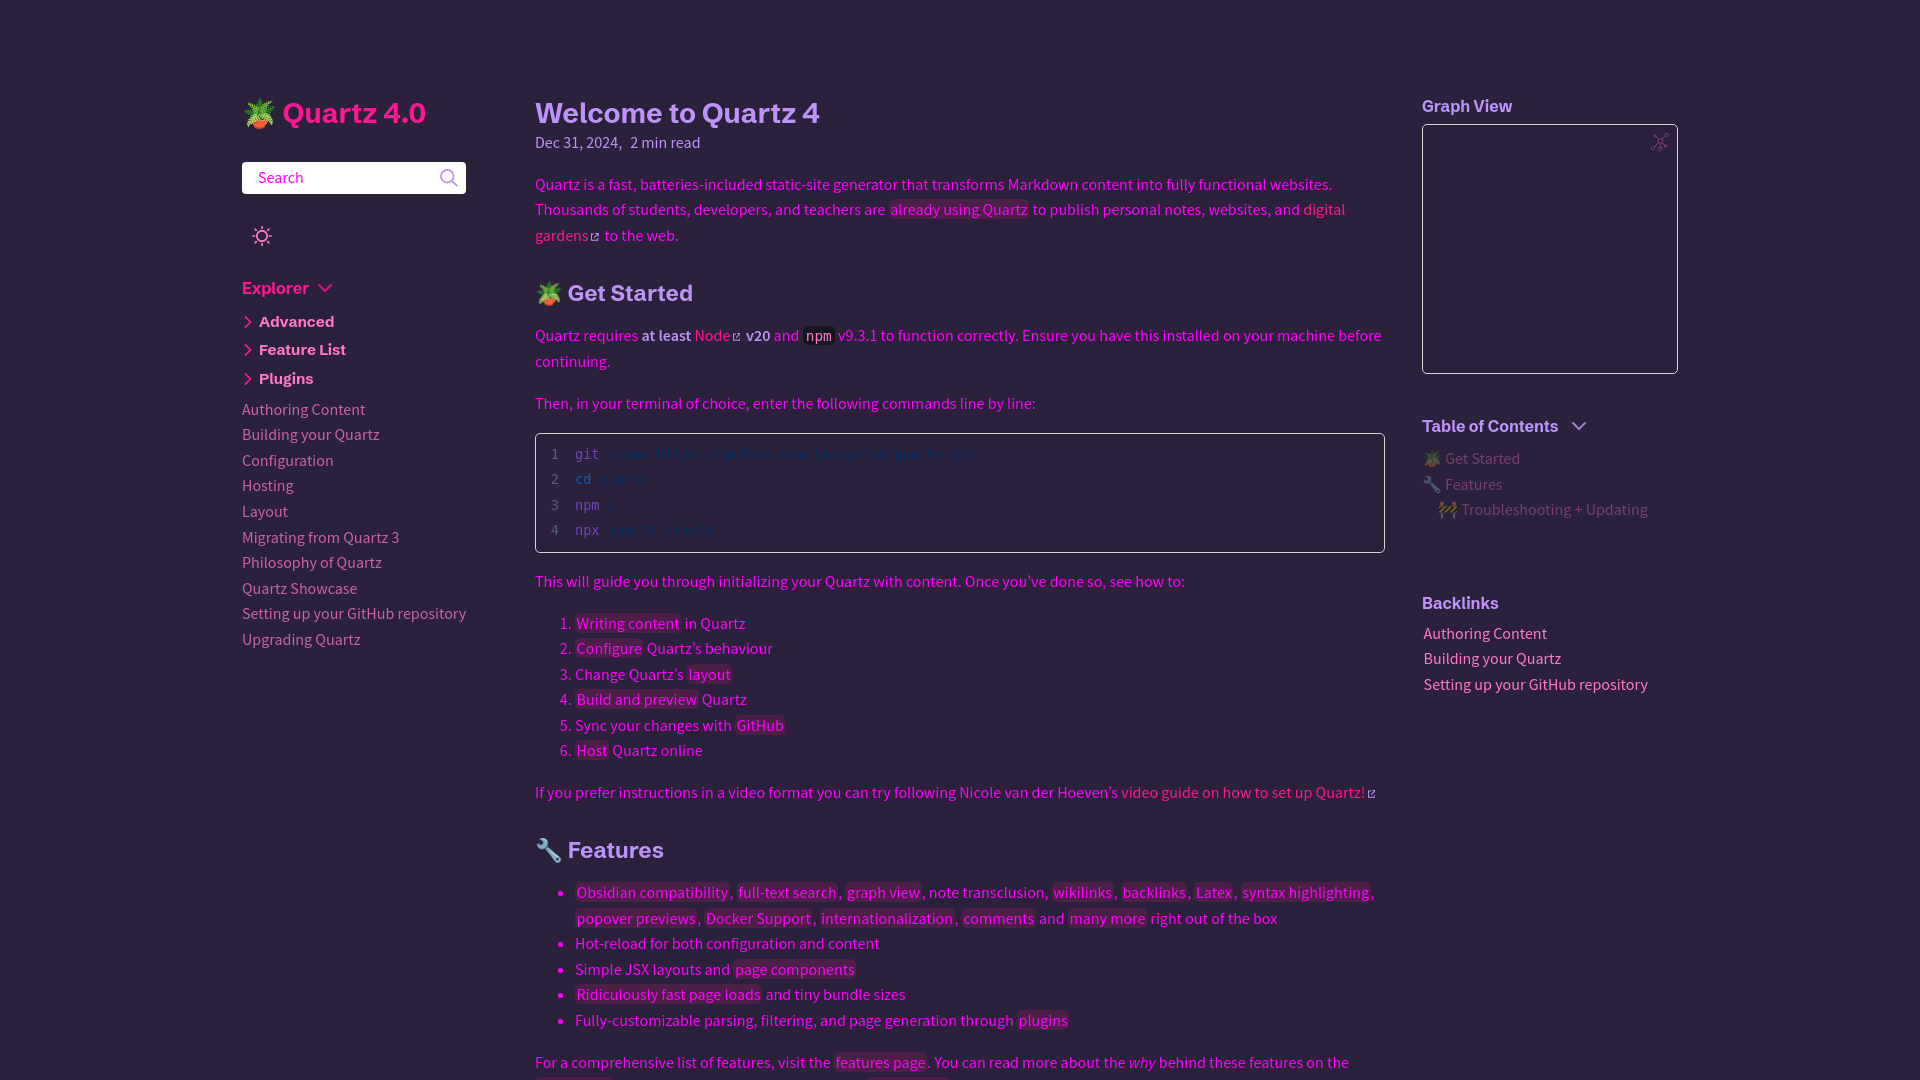 🪴 Quartz 4.0
Search
Explorer
Advanced
Feature List
Plugins
Authoring Content
Building your Quartz
Configuration
Hosting
Layout
Migrating from Quartz 3
Philosophy of Quartz
Quartz Showcase
Setting up your GitHub repository
Upgrading Quartz
Welcome to Quartz 4
Dec 31, 2024, 2 min read
Quartz is a fast, batteries-included static-site generator that transforms Markdown content into fully functional websites.
Thousands of students, developers, and teachers are already using Quartz to publish personal notes, websites, and digital
gardens to the web.
🪴 Get Started
Quartz requires at least Node v20 and npm v9.3.1 to function correctly. Ensure you have this installed on your machine before
continuing.
Then, in your terminal of choice, enter the following commands line by line:
1 git
2 cd
3 npm
4 npx
This will guide you through initializing your Quartz with content. Once you’ve done so, see how to:
1. Writing content in Quartz
2. Configure Quartz’s behaviour
3. Change Quartz’s layout
4. Build and preview Quartz
5. Sync your changes with GitHub
6. Host Quartz online
If you prefer instructions in a video format you can try following Nicole van der Hoeven’s video guide on how to set up Quartz!
🔧 Features
• Obsidian compatibility, full-text search, graph view, note transclusion, wikilinks, backlinks, Latex, syntax highlighting,
popover previews, Docker Support, internationalization, comments and many more right out of the box
• Hot-reload for both configuration and content
• Simple JSX layouts and page components
• Ridiculously fast page loads and tiny bundle sizes
• Fully-customizable parsing, filtering, and page generation through plugins
For a comprehensive list of features, visit the features page. You can read more about the why behind these features on the
Graph View
Table of Contents
🪴 Get Started
🔧 Features
🚧 Troubleshooting + Updating
Backlinks
Authoring Content
Building your Quartz
Setting up your GitHub repository